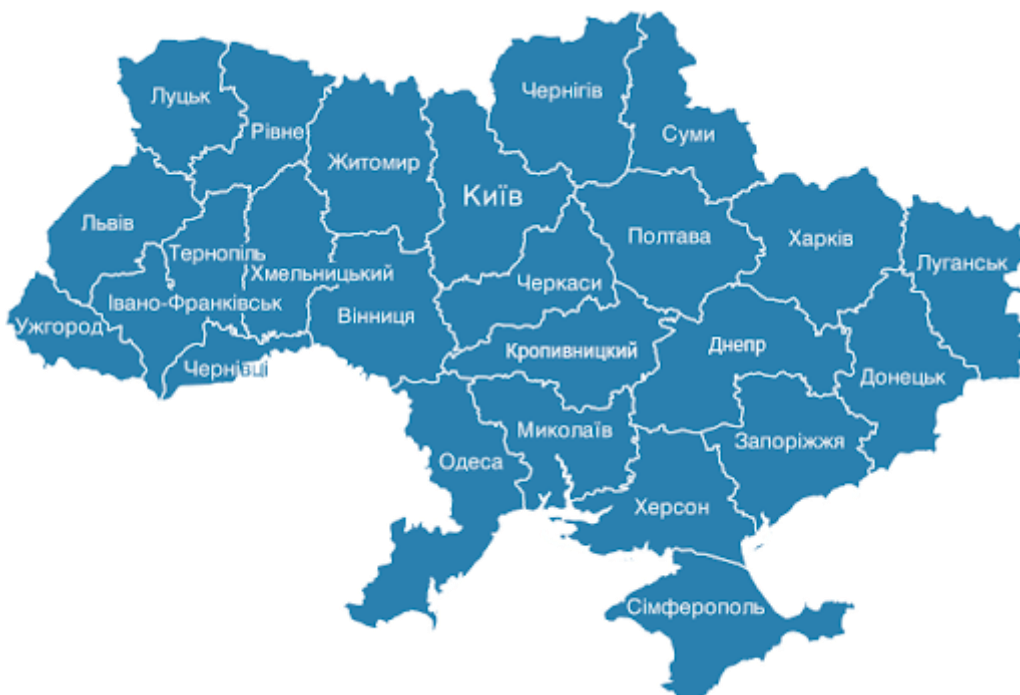 Чернігів
Луцьк
Рівне
Суми
Житомир
Київ
Львів
Полтава
Харків
Тернопіль
Луганськ
Хмельницький
Черкаси
Івано-Франківськ
Вінниця
Ужгород
Кропивницкий
Днепр
Чернівці
Донецьк
Миколаїв
Запоріжжя
Одеса
Херсон
Сімферополь